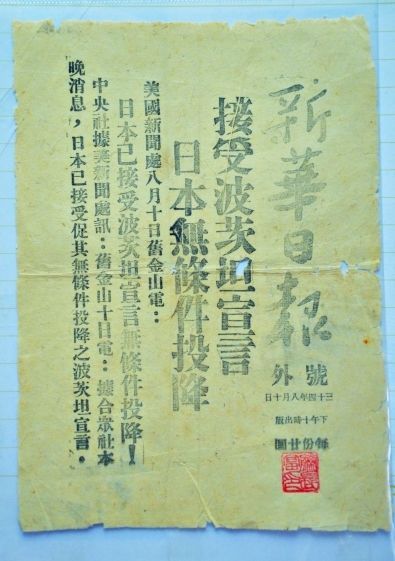 新華日報
號外
三十四年八月十日
下午十時出版
每份廿圓
接受波茨坦宣言
日本無條件投降
美國新聞處八月十日舊金山電：
日本已接受波茨坦宣言無條件投降！
中央社據美新聞處訊：舊金山十日電：據合眾社本
晚消息，日本已接受促其無條件投降之波茨坦宣言。